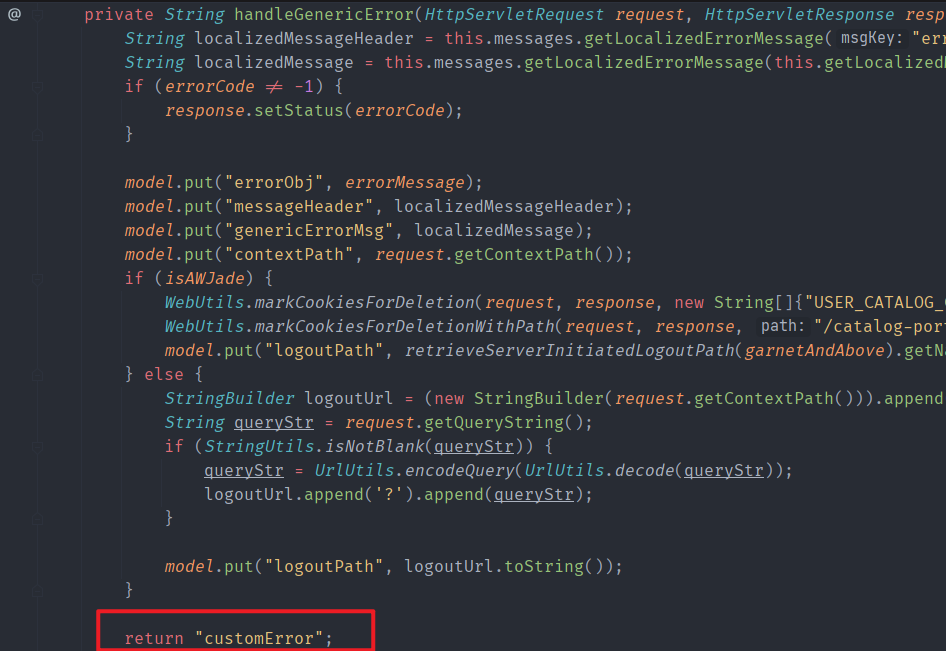 @ private String handleGenericError(HttpServletRequest request, HttpServletResponse resp
String localizedMessageHeader = this.messages.getLocalizedErrorMessage( msgKey: "err
String localizedMessage = this.messages.getLocalizedErrorMessage(this.getLocalized
if (errorCode ≠ -1) {
response.setStatus(errorCode);
}
model.put("errorObj", errorMessage);
model.put("messageHeader", localizedMessageHeader);
model.put("genericErrorMsg", localizedMessage);
model.put("contextPath", request.getContextPath());
if (isAWJade) {
WebUtils.markCookiesForDeletion(request, response, new String[]{"USER_CATALOG_
WebUtils.markCookiesForDeletionWithPath(request, response, path: "/catalog-por
model.put("logoutPath", retrieveServerInitiatedLogoutPath(garnetAndAbove).getN
} else {
StringBuilder logoutUrl = (new StringBuilder(request.getContextPath())).append
String queryStr = request.getQueryString();
if (StringUtils.isNotBlank(queryStr)) {
queryStr = UrlUtils.encodeQuery(UrlUtils.decode(queryStr));
logoutUrl.append('?').append(queryStr);
}
model.put("logoutPath", logoutUrl.toString());
}
return "customError";